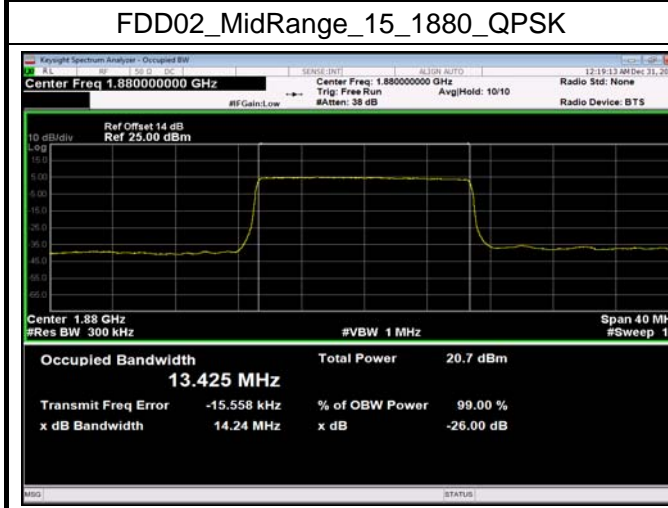 FDD02_MidRange_15_1880_QPSK
Keysight Spectrum Analyzer - Occupied BW
RL RF 50 Ω DC SENSE:INT ALIGN AUTO 12:19:13 AM Dec 31, 20
Center Freq 1.880000000 GHz Center Freq: 1.880000000 GHz Radio Std: None
Trig: Free Run Avg|Hold: 10/10
#IFGain:Low #Atten: 38 dB Radio Device: BTS
Ref Offset 14 dB
10 dB/div Ref 25.00 dBm
Log
15.0
5.00
-5.00
-15.0
-25.0
-35.0
-45.0
-55.0
-65.0
Center 1.88 GHz Span 40 MH
#Res BW 300 kHz #VBW 1 MHz #Sweep 1
Occupied Bandwidth Total Power 20.7 dBm
13.425 MHz
Transmit Freq Error -15.558 kHz % of OBW Power 99.00 %
x dB Bandwidth 14.24 MHz x dB -26.00 dB
MSG STATUS